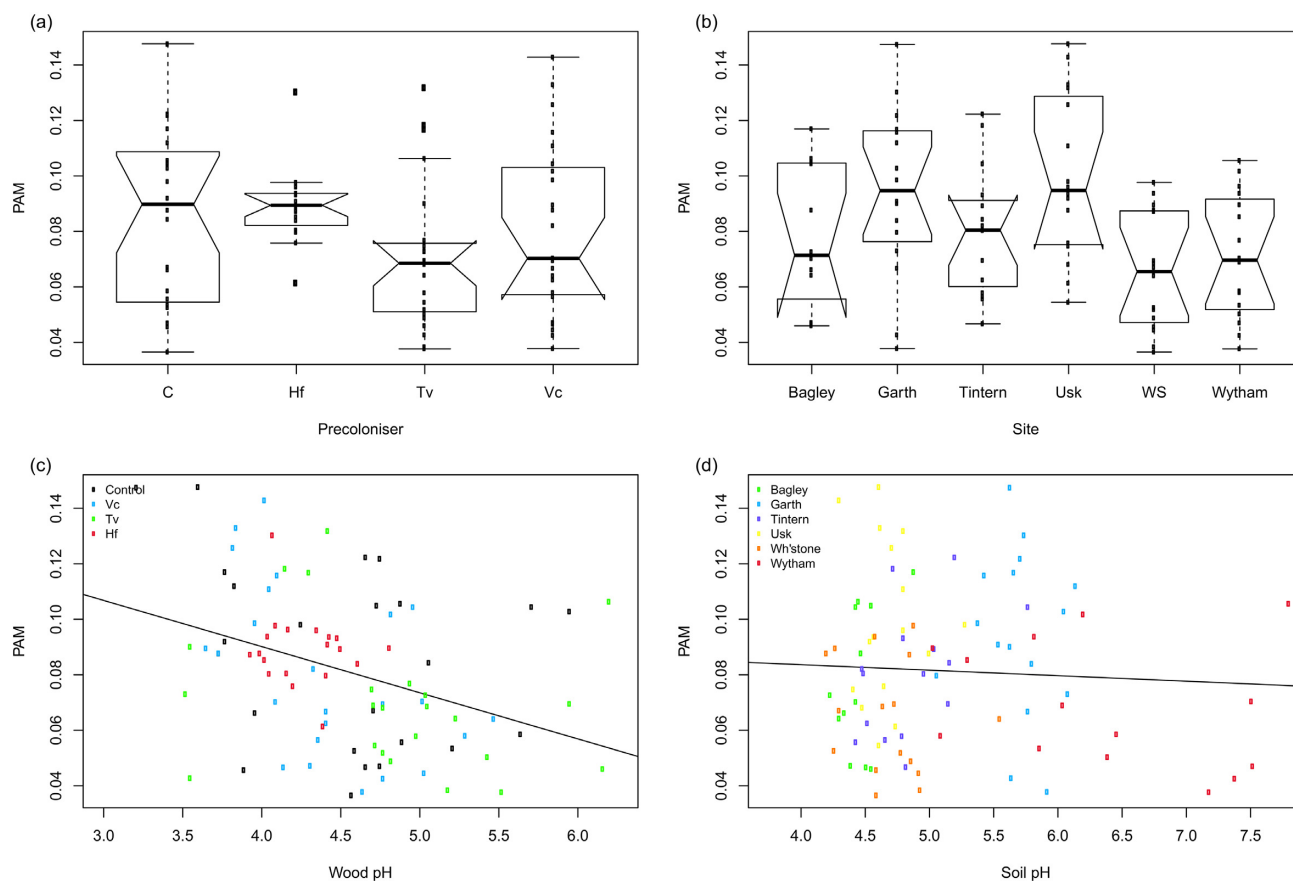 (a)
PAM
0.14
0.12
0.10
0.08
0.06
0.04
C Hf Tv Vc
Precoloniser
(b)
PAM
0.14
0.12
0.10
0.08
0.06
0.04
Bagley Garth Tintern Usk WS Wytham
Site
(c)
PAM
0.14
0.12
0.10
0.08
0.06
0.04
Control
Vc
Tv
Hf
3.0 3.5 4.0 4.5 5.0 5.5 6.0
Wood pH
(d)
PAM
0.14
0.12
0.10
0.08
0.06
0.04
Bagley
Garth
Tintern
Usk
Wh'stone
Wytham
4.0 4.5 5.0 5.5 6.0 6.5 7.0 7.5
Soil pH